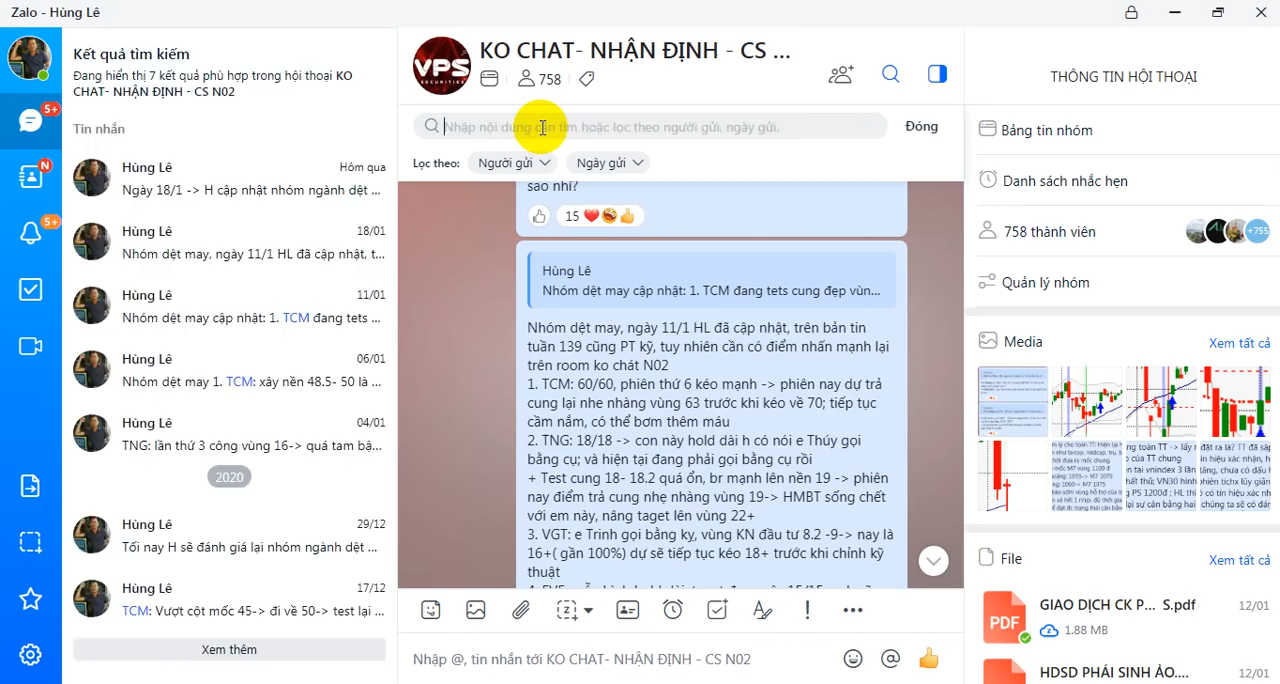 Zalo - Hùng Lê
5+
N
5+
Kết quả tìm kiếm
Đang hiển thị 7 kết quả phù hợp trong hội thoại KO
CHAT- NHẬN ĐỊNH - CS N02
Tin nhắn
Hùng Lê
Hôm qua
Ngày 18/1 -> H cập nhật nhóm ngành dệt ...
Hùng Lê
18/01
Nhóm dệt may, ngày 11/1 HL đã cập nhật, t...
Hùng Lê
11/01
Nhóm dệt may cập nhật: 1. TCM đang tets ...
Hùng Lê
06/01
Nhóm dệt may 1. TCM: xây nền 48.5- 50 là ...
Hùng Lê
04/01
TNG: lần thứ 3 công vùng 16-> quá tam bậ...
2020
Hùng Lê
29/12
Tối nay H sẽ đánh giá lại nhóm ngành dệt ...
Hùng Lê
17/12
TCM: Vượt cột mốc 45-> đi về 50-> test lại ...
Xem thêm
VPS
SECURITIES
KO CHAT- NHẬN ĐỊNH - CS ...
758
Nhập nội dung cần tìm hoặc lọc theo người gửi, ngày gửi.
Đóng
Lọc theo:
Người gửi
Ngày gửi
sao nhỉ?
15
Hùng Lê
Nhóm dệt may cập nhật: 1. TCM đang tets cung đẹp vùn...
Nhóm dệt may, ngày 11/1 HL đã cập nhật, trên bản tin
tuần 139 cũng PT kỹ, tuy nhiên cần có điểm nhấn mạnh lại
trên room ko chát N02
1. TCM: 60/60, phiên thứ 6 kéo mạnh -> phiên nay dự trả
cung lại nhe nhàng vùng 63 trước khi kéo về 70; tiếp tục
cầm nắm, có thể bơm thêm máu
2. TNG: 18/18 -> con này hold dài h có nói e Thúy gọi
bằng cụ; và hiện tại đang phải gọi bằng cụ rồi
+ Test cung 18- 18.2 quá ổn, br mạnh lên nền 19 -> phiên
nay điểm trả cung nhẹ nhàng vùng 19-> HMBT sống chết
với em này, nâng taget lên vùng 22+
3. VGT: e Trinh gọi bằng kỵ, vùng KN đầu tư 8.2 -9-> nay là
16+( gần 100%) dự sẽ tiếp tục kéo 18+ trước khi chỉnh kỹ
thuật
Nhập @, tin nhắn tới KO CHAT- NHẬN ĐỊNH - CS N02
THÔNG TIN HỘI THOẠI
Bảng tin nhóm
Danh sách nhắc hẹn
758 thành viên
+755
Quản lý nhóm
Media
Xem tất cả
File
Xem tất cả
PDF
GIAO DỊCH CK P... S.pdf
12/01
1.88 MB
HDSD PHÁI SINH ẢO....
12/01